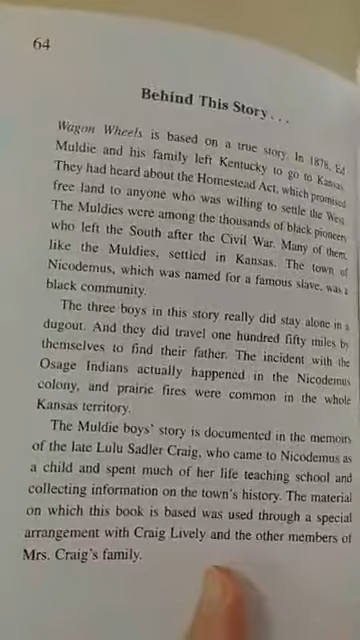 64
Behind This Story . . .
Wagon Wheels is based on a true story. In 1878, Ed
Muldie and his family left Kentucky to go to Kansas.
They had heard about the Homestead Act, which promised
free land to anyone who was willing to settle the West.
The Muldies were among the thousands of black pioneers
who left the South after the Civil War. Many of them,
like the Muldies, settled in Kansas. The town of
Nicodemus, which was named for a famous slave, was a
black community.
The three boys in this story really did stay alone in a
dugout. And they did travel one hundred fifty miles by
themselves to find their father. The incident with the
Osage Indians actually happened in the Nicodemus
colony, and prairie fires were common in the whole
Kansas territory.
The Muldie boys' story is documented in the memoirs
of the late Lulu Sadler Craig, who came to Nicodemus as
a child and spent much of her life teaching school and
collecting information on the town's history. The material
on which this book is based was used through a special
arrangement with Craig Lively and the other members of
Mrs. Craig's family.